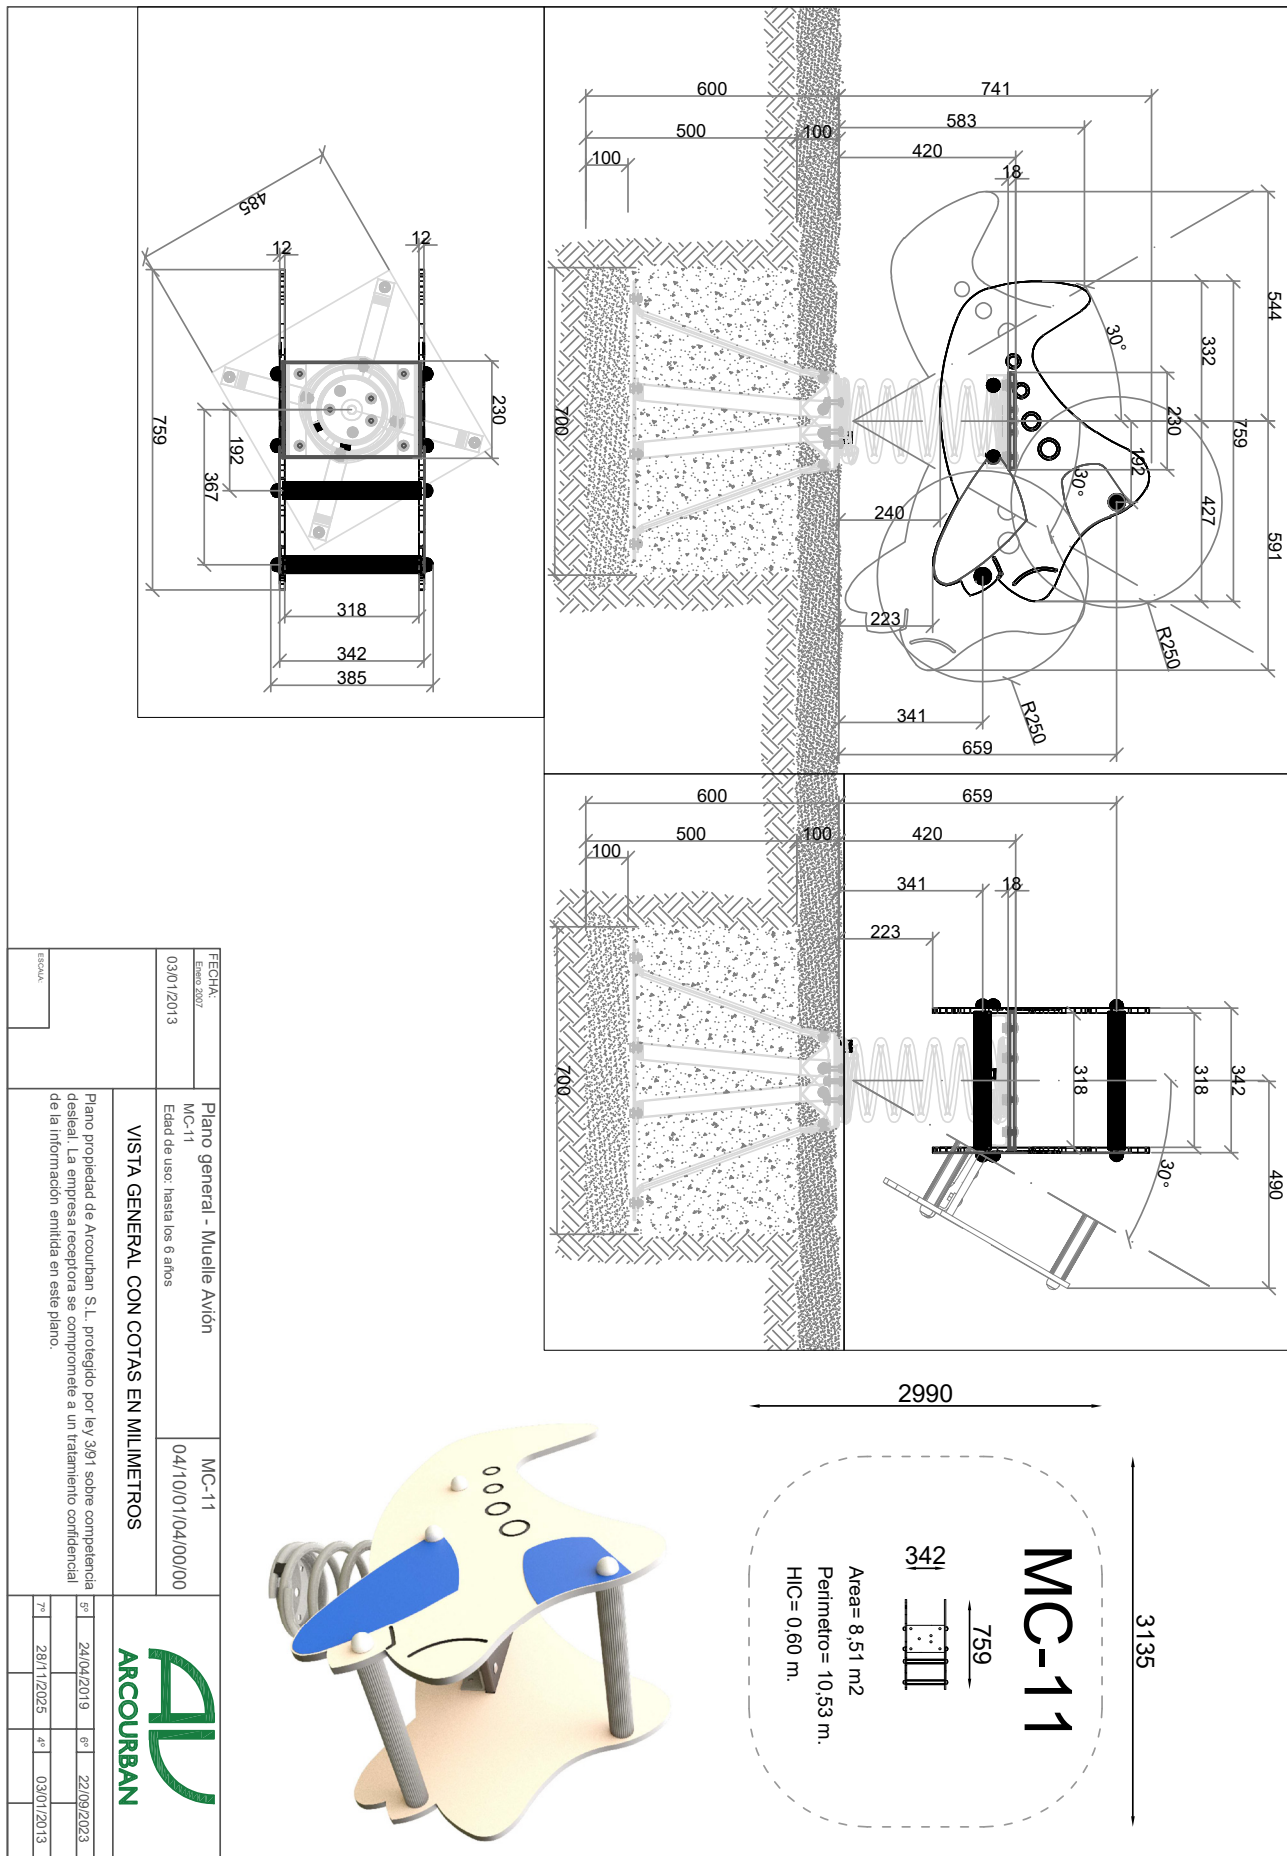 600
741
500
100
583
100
420
18
544
332
30°
230
759
192
30°
427
591
700
240
223
R250
R250
341
659
485
12
12
759
192
367
230
318
342
385
600
659
500
100
420
100
341
18
223
342
318
318
490
30°
700
2990
3135
MC-11
342
759
Area= 8,51 m2
Perimetro= 10,53 m.
HIC= 0,60 m.
FECHA:
Enero 2007
03/01/2013
ESCALA:
Plano general - Muelle Avión
MC-11
Edad de uso: hasta los 6 años
MC-11
04/10/01/04/00/00
VISTA GENERAL CON COTAS EN MILIMETROS
Plano propiedad de Arcourban S.L. protegido por ley 3/91 sobre competencia
desleal. La empresa receptora se compromete a un tratamiento confidencial
de la información emitida en este plano.
ARCOURBAN
5º 24/04/2019 6º 22/09/2023
7º 28/11/2025 4º 03/01/2013